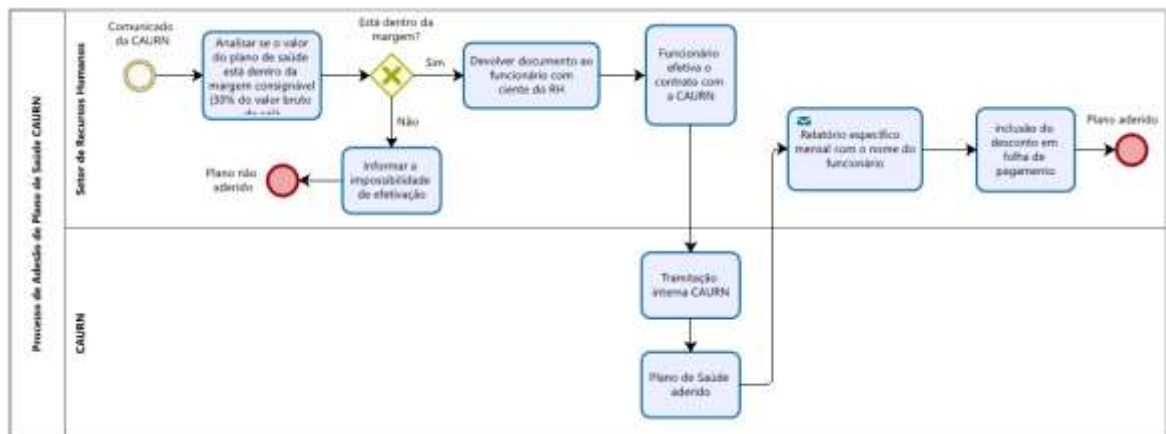 Processo de Adesão de Plano de Saúde CAURN
Setor de Recursos Humanos
Comunicado
da CAURN
Analisar se o valor
do plano de saúde
está dentro da
margem consignável
(30% do valor bruto
Está dentro da
margem?
Sim
Não
Devolver documento ao
funcionário com
ciente do RH
Funcionário
efetiva o
contrato com
a CAURN
Informar a
imposibilidade
de efetivação
Plano não
aderido
Relatório específico
mensal com o nome do
funcionário
inclusão do
desconto em
folha de
pagamento
Plano aderido
CAURN
Tramitação
interna CAURN
Plano de Saúde
aderido